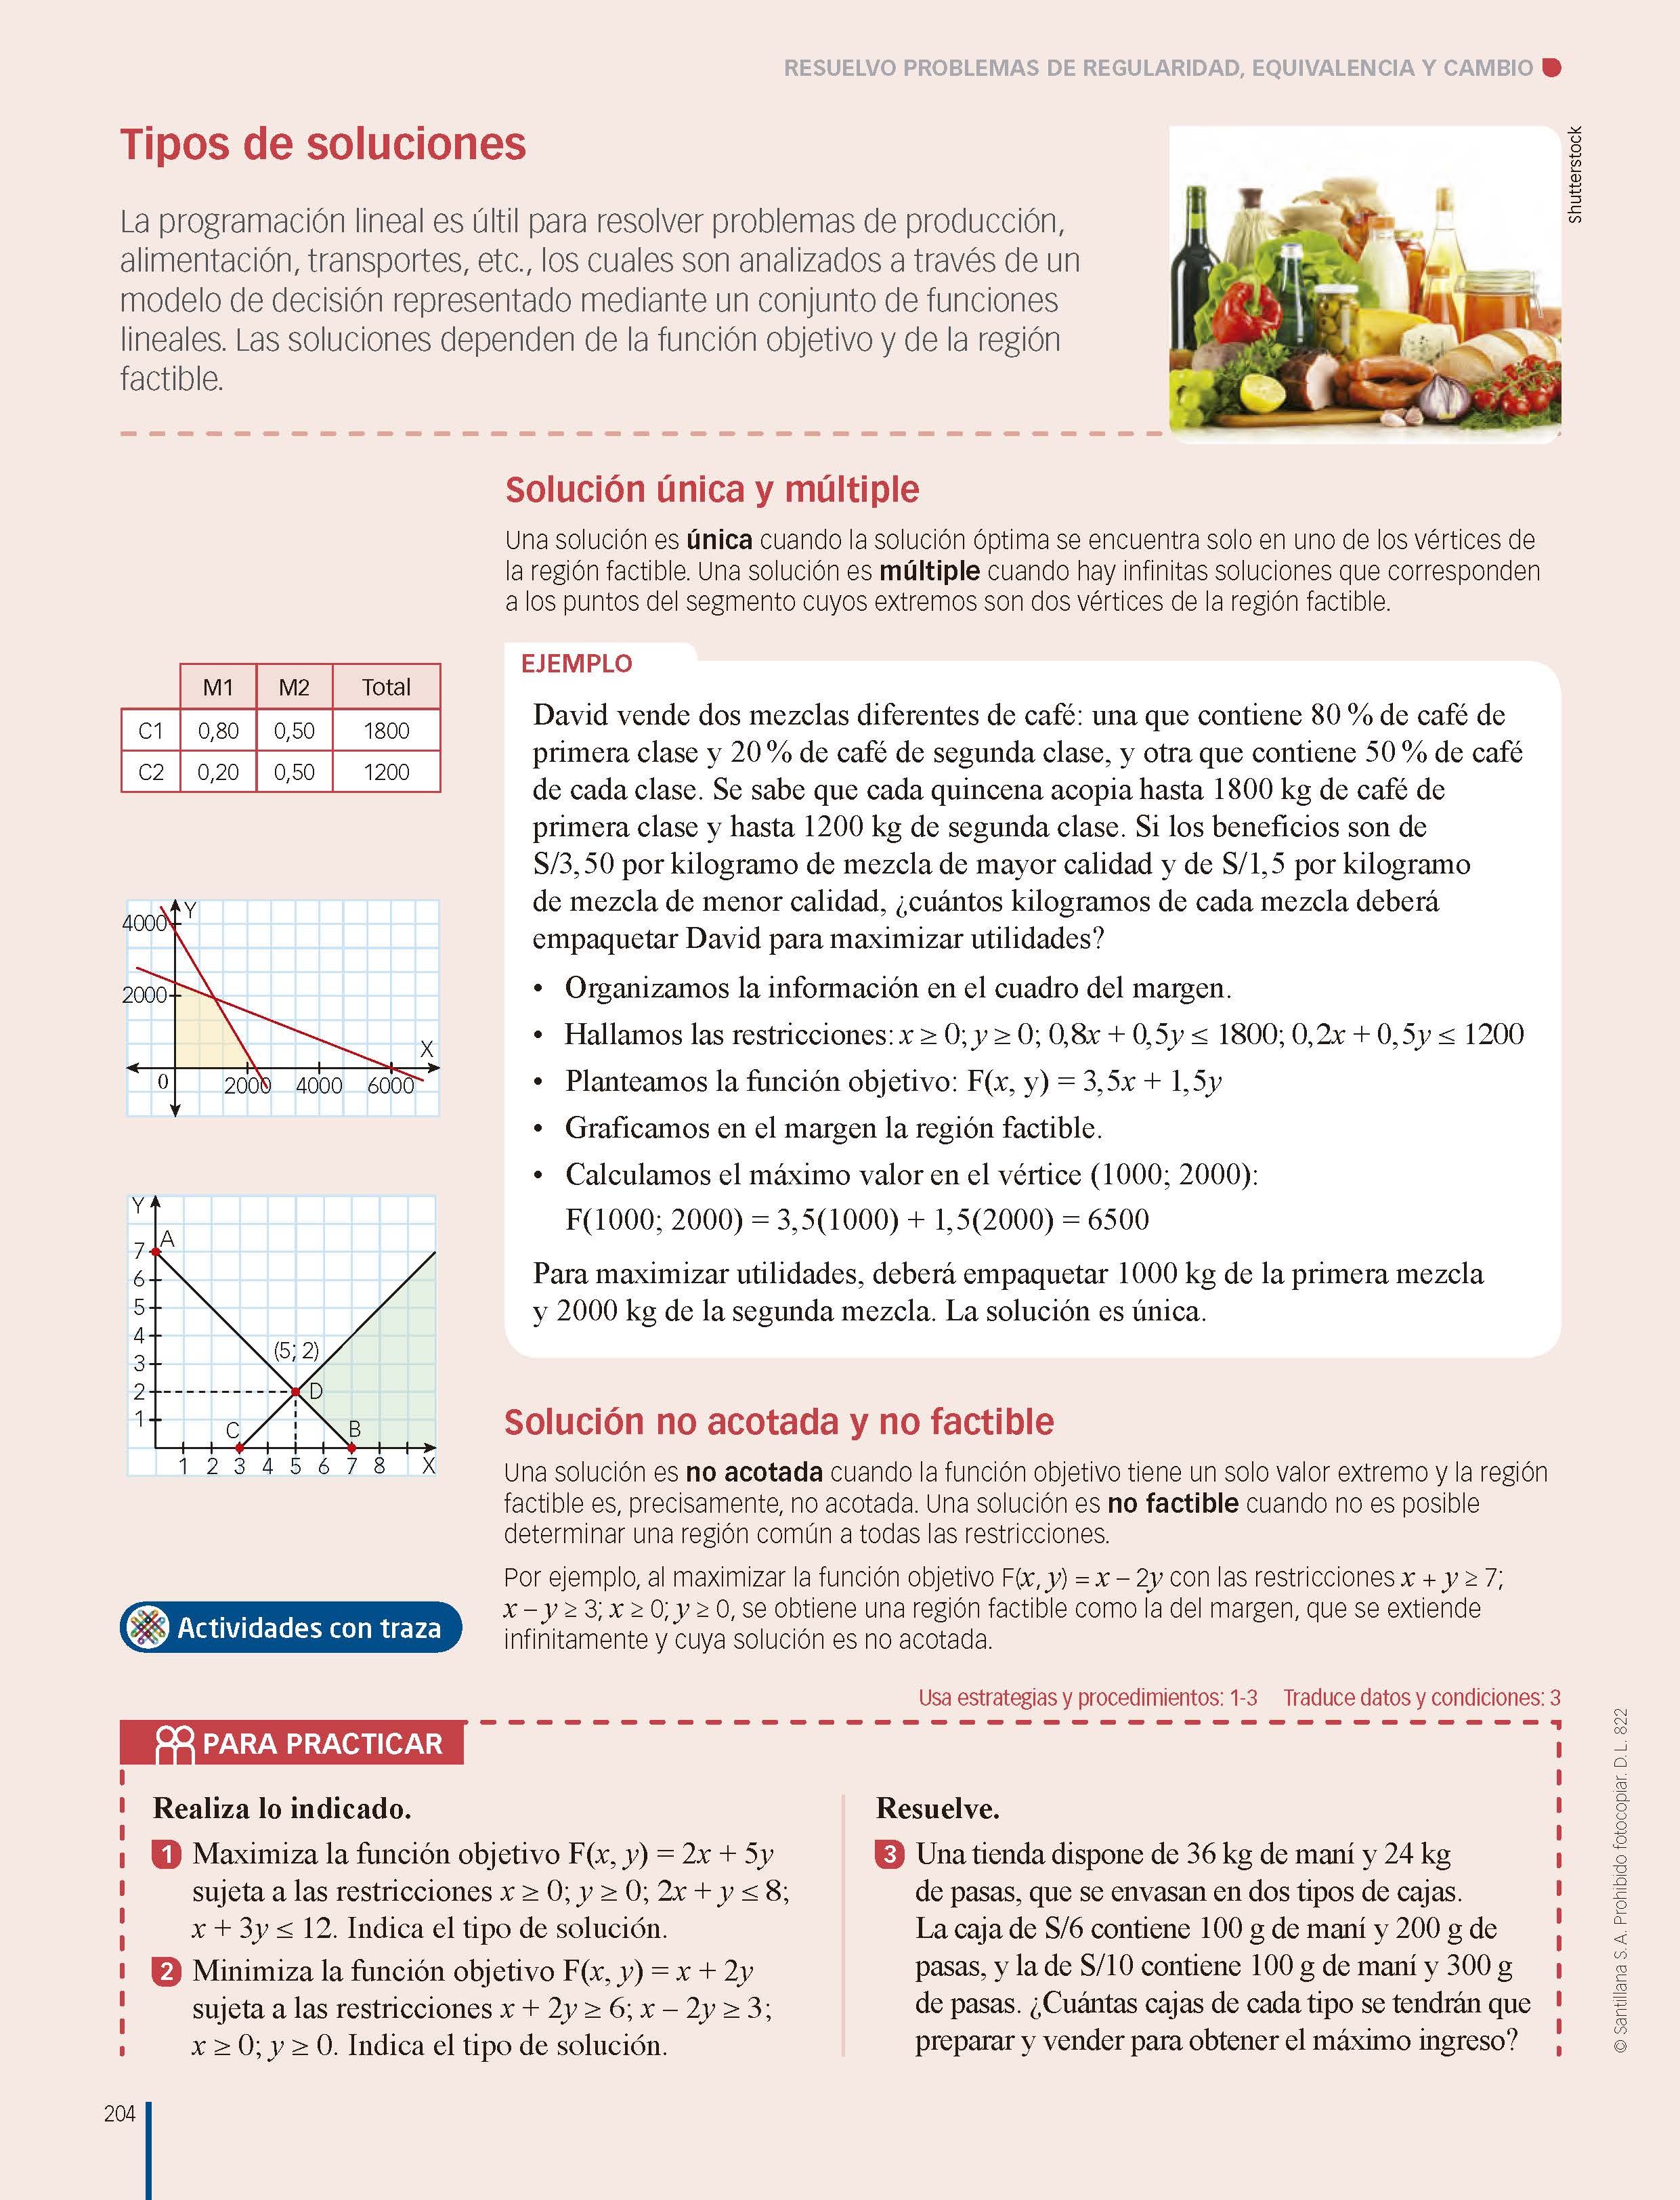 RESUELVO PROBLEMAS DE REGULARIDAD, EQUIVALENCIA Y CAMBIO
Tipos de soluciones
La programación lineal es últil para resolver problemas de producción,
alimentación, transportes, etc., los cuales son analizados a través de un
modelo de decisión representado mediante un conjunto de funciones
lineales. Las soluciones dependen de la función objetivo y de la región
factible.
Shutterstock
Solución única y múltiple
Una solución es única cuando la solución óptima se encuentra solo en uno de los vértices de
la región factible. Una solución es múltiple cuando hay infinitas soluciones que corresponden
a los puntos del segmento cuyos extremos son dos vértices de la región factible.
M1 M2 Total
C1 0,80 0,50 1800
C2 0,20 0,50 1200
4000 Y
2000
X
0 2000 4000 6000
Y
A
7
6
5
4
(5; 2)
3
2 D
1
C B
1 2 3 4 5 6 7 8 X
EJEMPLO
David vende dos mezclas diferentes de café: una que contiene 80 % de café de
primera clase y 20 % de café de segunda clase, y otra que contiene 50 % de café
de cada clase. Se sabe que cada quincena acopia hasta 1800 kg de café de
primera clase y hasta 1200 kg de segunda clase. Si los beneficios son de
S/3,50 por kilogramo de mezcla de mayor calidad y de S/1,5 por kilogramo
de mezcla de menor calidad, ¿cuántos kilogramos de cada mezcla deberá
empaquetar David para maximizar utilidades?
• Organizamos la información en el cuadro del margen.
• Hallamos las restricciones: x ≥ 0; y ≥ 0; 0,8x + 0,5y ≤ 1800; 0,2x + 0,5y ≤ 1200
• Planteamos la función objetivo: F(x, y) = 3,5x + 1,5y
• Graficamos en el margen la región factible.
• Calculamos el máximo valor en el vértice (1000; 2000):
F(1000; 2000) = 3,5(1000) + 1,5(2000) = 6500
Para maximizar utilidades, deberá empaquetar 1000 kg de la primera mezcla
y 2000 kg de la segunda mezcla. La solución es única.
Solución no acotada y no factible
Una solución es no acotada cuando la función objetivo tiene un solo valor extremo y la región
factible es, precisamente, no acotada. Una solución es no factible cuando no es posible
determinar una región común a todas las restricciones.
Por ejemplo, al maximizar la función objetivo F(x, y) = x – 2y con las restricciones x + y ≥ 7;
x – y ≥ 3; x ≥ 0; y ≥ 0, se obtiene una región factible como la del margen, que se extiende
infinitamente y cuya solución es no acotada.
Actividades con traza
Usa estrategias y procedimientos: 1-3 Traduce datos y condiciones: 3
PARA PRACTICAR
Realiza lo indicado.
1 Maximiza la función objetivo F(x, y) = 2x + 5y
sujeta a las restricciones x ≥ 0; y ≥ 0; 2x + y ≤ 8;
x + 3y ≤ 12. Indica el tipo de solución.
2 Minimiza la función objetivo F(x, y) = x + 2y
sujeta a las restricciones x + 2y ≥ 6; x – 2y ≥ 3;
x ≥ 0; y ≥ 0. Indica el tipo de solución.
Resuelve.
3 Una tienda dispone de 36 kg de maní y 24 kg
de pasas, que se envasan en dos tipos de cajas.
La caja de S/6 contiene 100 g de maní y 200 g de
pasas, y la de S/10 contiene 100 g de maní y 300 g
de pasas. ¿Cuántas cajas de cada tipo se tendrán que
preparar y vender para obtener el máximo ingreso?
© Santillana S. A. Prohibido fotocopiar. D. L. 822
204